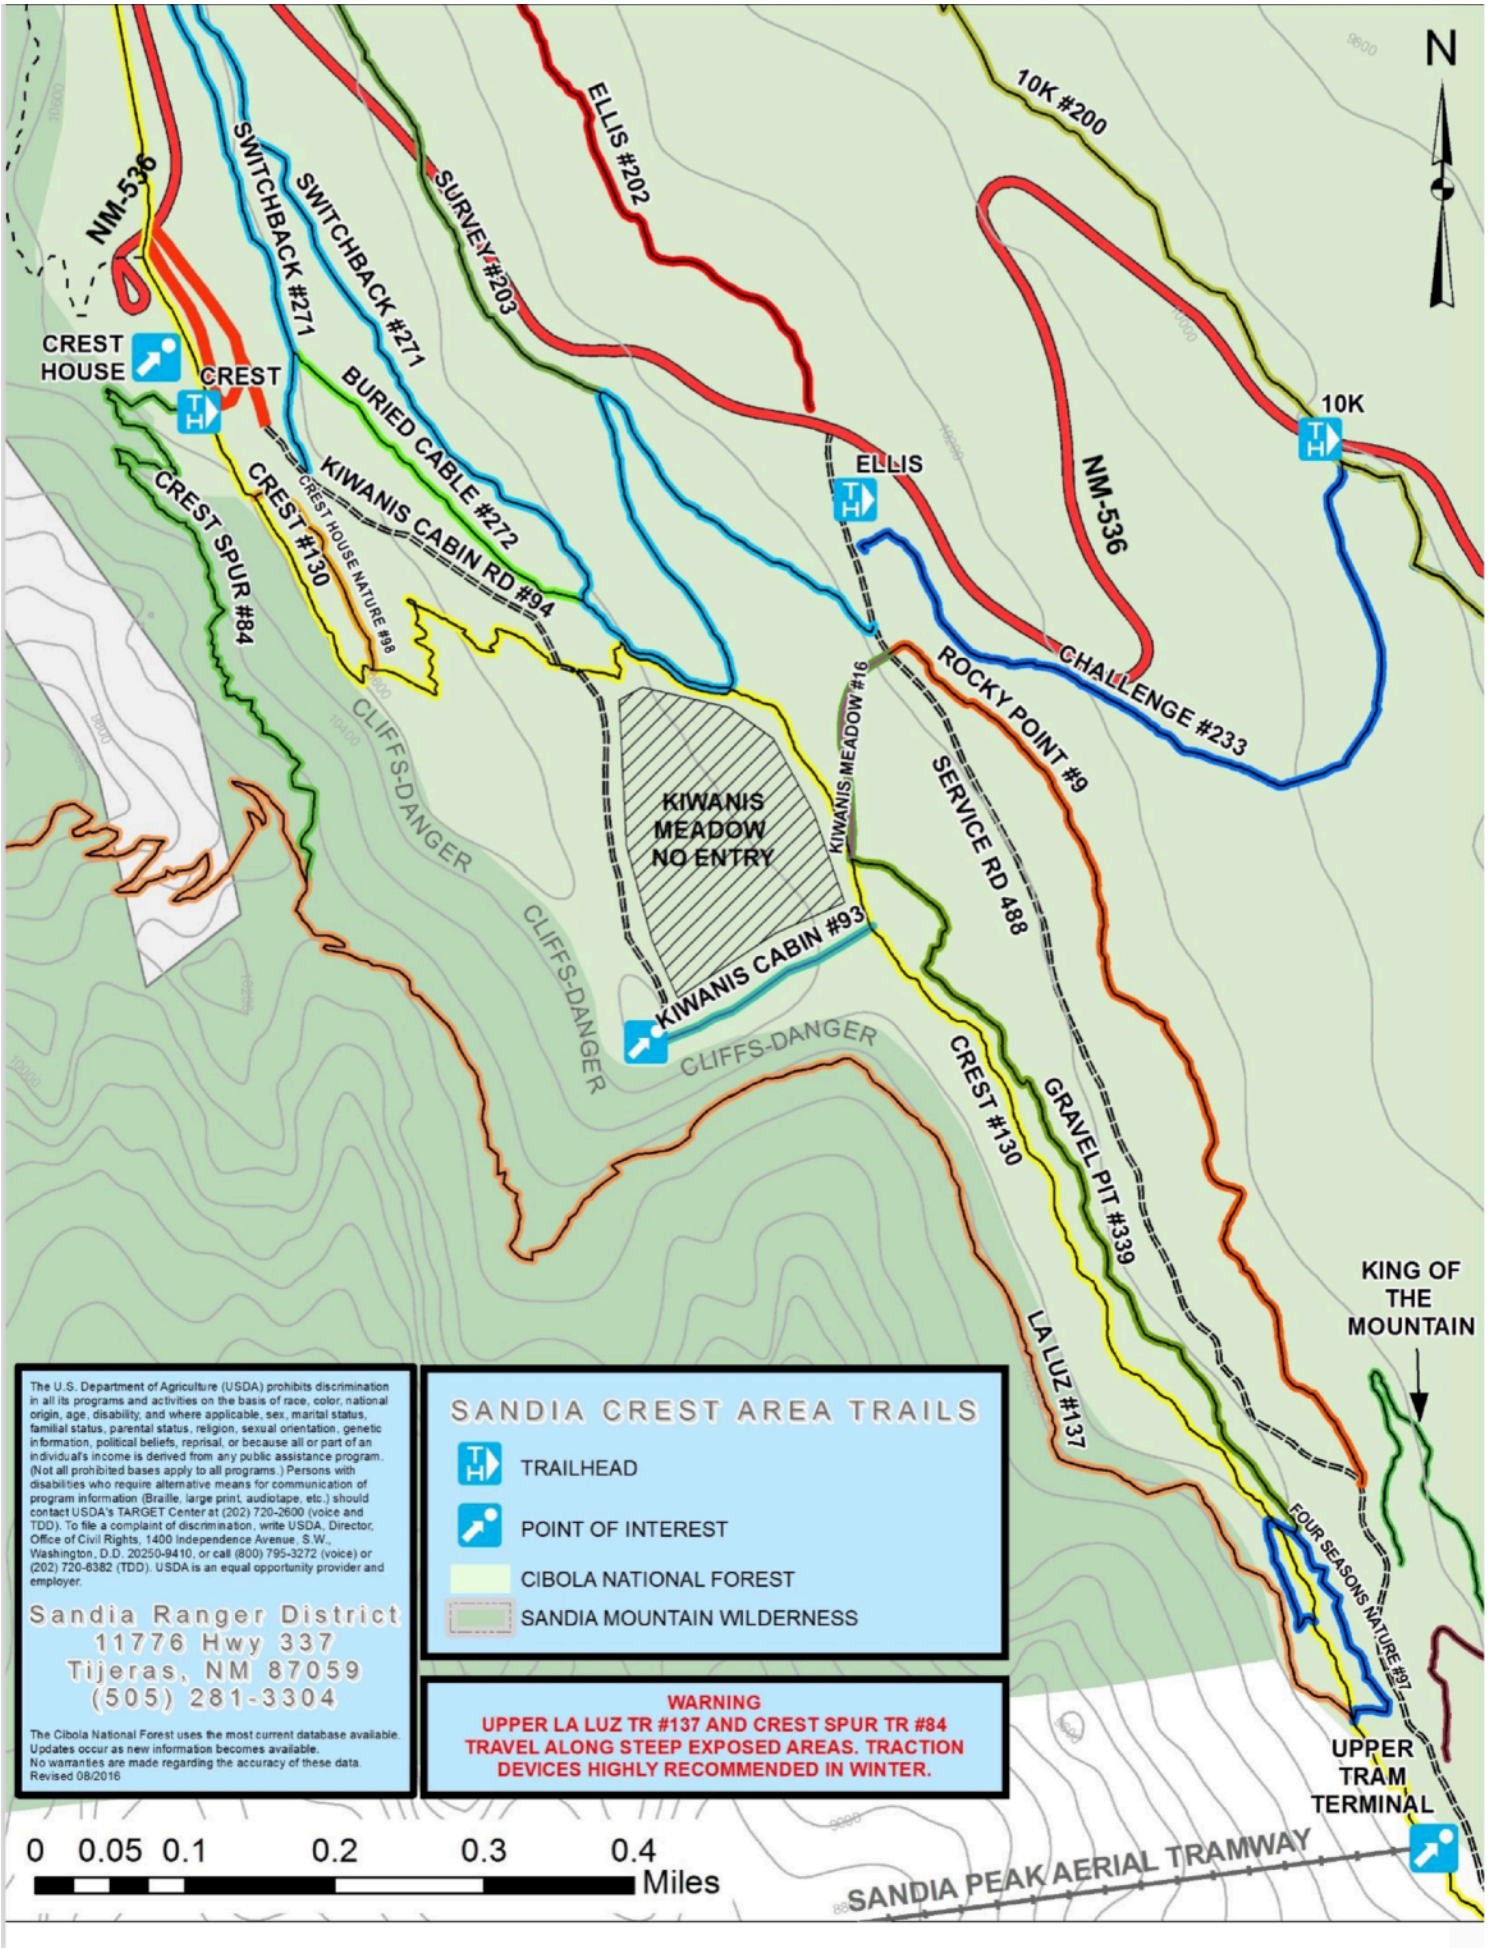 N
9800
10K #200
10600
ELLIS #202
SWITCHBACK #271
SWITCHBACK #271
NM-536
SURVEY #203
10000
CREST
HOUSE
CREST
TH
BURIED CABLE #272
10K
TH
10200
ELLIS
TH
NM-536
KIWANIS CABIN RD #94
CREST HOUSE NATURE #98
CREST #130
CREST SPUR #84
10400
9800
CLIFFS-DANGER
KIWANIS MEADOW #16
ROCKY POINT #9
CHALLENGE #233
SERVICE RD 488
KIWANIS
MEADOW
NO ENTRY
KIWANIS CABIN #93
CLIFFS-DANGER
CLIFFS-DANGER
10200
10000
CREST #130
GRAVEL PIT #339
KING OF
THE
MOUNTAIN
LA LUZ #137
FOUR SEASONS NATURE #97
The U.S. Department of Agriculture (USDA) prohibits discrimination
in all its programs and activities on the basis of race, color, national
origin, age, disability, and where applicable, sex, marital status,
familial status, parental status, religion, sexual orientation, genetic
information, political beliefs, reprisal, or because all or part of an
individual's income is derived from any public assistance program.
(Not all prohibited bases apply to all programs.) Persons with
disabilities who require alternative means for communication of
program information (Braille, large print, audiotape, etc.) should
contact USDA's TARGET Center at (202) 720-2600 (voice and
TDD). To file a complaint of discrimination, write USDA, Director,
Office of Civil Rights, 1400 Independence Avenue, S.W.,
Washington, D.D. 20250-9410, or call (800) 795-3272 (voice) or
(202) 720-6382 (TDD). USDA is an equal opportunity provider and
employer.
Sandia Ranger District
11776 Hwy 337
Tijeras, NM 87059
(505) 281-3304
The Cibola National Forest uses the most current database available.
Updates occur as new information becomes available.
No warranties are made regarding the accuracy of these data.
Revised 08/2016
SANDIA CREST AREA TRAILS
TH
TRAILHEAD
POINT OF INTEREST
CIBOLA NATIONAL FOREST
SANDIA MOUNTAIN WILDERNESS
WARNING
UPPER LA LUZ TR #137 AND CREST SPUR TR #84
TRAVEL ALONG STEEP EXPOSED AREAS. TRACTION
DEVICES HIGHLY RECOMMENDED IN WINTER.
UPPER
TRAM
TERMINAL
SANDIA PEAK AERIAL TRAMWAY
9000
0 0.05 0.1 0.2 0.3 0.4
Miles